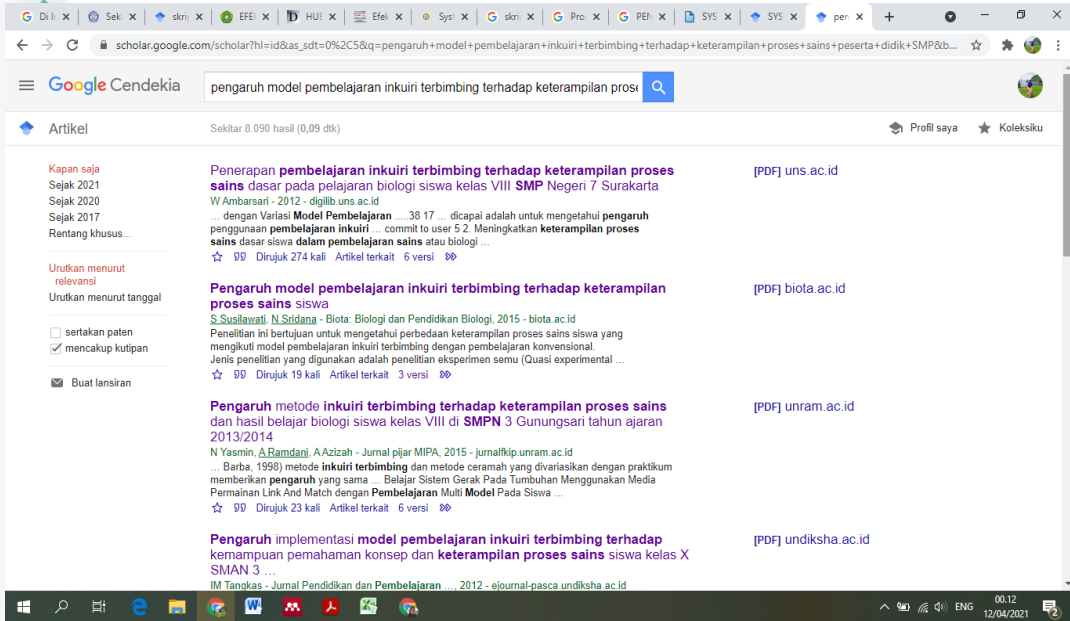 G Di l
Seki
skrip
EFEK
HUB
Efek
Syst
G skrip
G Pro
G PEN
SYS
SYS
pen
scholar.google.com/scholar?hl=id&as_sdt=0%2C5&q=pengaruh+model+pembelajaran+inkuiri+terbimbing+terhadap+keterampilan+proses+sains+peserta+didik+SMP&b...
Google Cendekia
pengaruh model pembelajaran inkuiri terbimbing terhadap keterampilan prose
Artikel
Sekitar 8.090 hasil (0,09 dtk)
Profil saya
Koleksiku
Kapan saja
Sejak 2021
Sejak 2020
Sejak 2017
Rentang khusus...
Urutkan menurut
relevansi
Urutkan menurut tanggal
sertakan paten
mencakup kutipan
Buat lansiran
Penerapan pembelajaran inkuiri terbimbing terhadap keterampilan proses
sains dasar pada pelajaran biologi siswa kelas VIII SMP Negeri 7 Surakarta
W Ambarsari - 2012 - digilib.uns.ac.id
... dengan Variasi Model Pembelajaran .....38 17 ... dicapai adalah untuk mengetahui pengaruh
penggunaan pembelajaran inkuiri ... commit to user 5 2. Meningkatkan keterampilan proses
sains dasar siswa dalam pembelajaran sains atau biologi ...
Dirujuk 274 kali Artikel terkait 6 versi
[PDF] uns.ac.id
Pengaruh model pembelajaran inkuiri terbimbing terhadap keterampilan
proses sains siswa
S Susilawati, N Sridana - Biota: Biologi dan Pendidikan Biologi, 2015 - biota.ac.id
Penelitian ini bertujuan untuk mengetahui perbedaan keterampilan proses sains siswa yang
mengikuti model pembelajaran inkuiri terbimbing dengan pembelajaran konvensional.
Jenis penelitian yang digunakan adalah penelitian eksperimen semu (Quasi experimental ...
Dirujuk 19 kali Artikel terkait 3 versi
[PDF] biota.ac.id
Pengaruh metode inkuiri terbimbing terhadap keterampilan proses sains
dan hasil belajar biologi siswa kelas VIII di SMPN 3 Gunungsari tahun ajaran
2013/2014
N Yasmin, A Ramdani, A Azizah - Jurnal pijar MIPA, 2015 - jurnalfkip.unram.ac.id
... Barba, 1998) metode inkuiri terbimbing dan metode ceramah yang divariasikan dengan praktikum
memberikan pengaruh yang sama ... Belajar Sistem Gerak Pada Tumbuhan Menggunakan Media
Permainan Link And Match dengan Pembelajaran Multi Model Pada Siswa ...
Dirujuk 23 kali Artikel terkait 6 versi
[PDF] unram.ac.id
Pengaruh implementasi model pembelajaran inkuiri terbimbing terhadap
kemampuan pemahaman konsep dan keterampilan proses sains siswa kelas X
SMAN 3 ...
IM Tangkas - Jurnal Pendidikan dan Pembelajaran ..., 2012 - ejournal-pasca.undiksha.ac.id
[PDF] undiksha.ac.id
ENG
00.12
12/04/2021
2